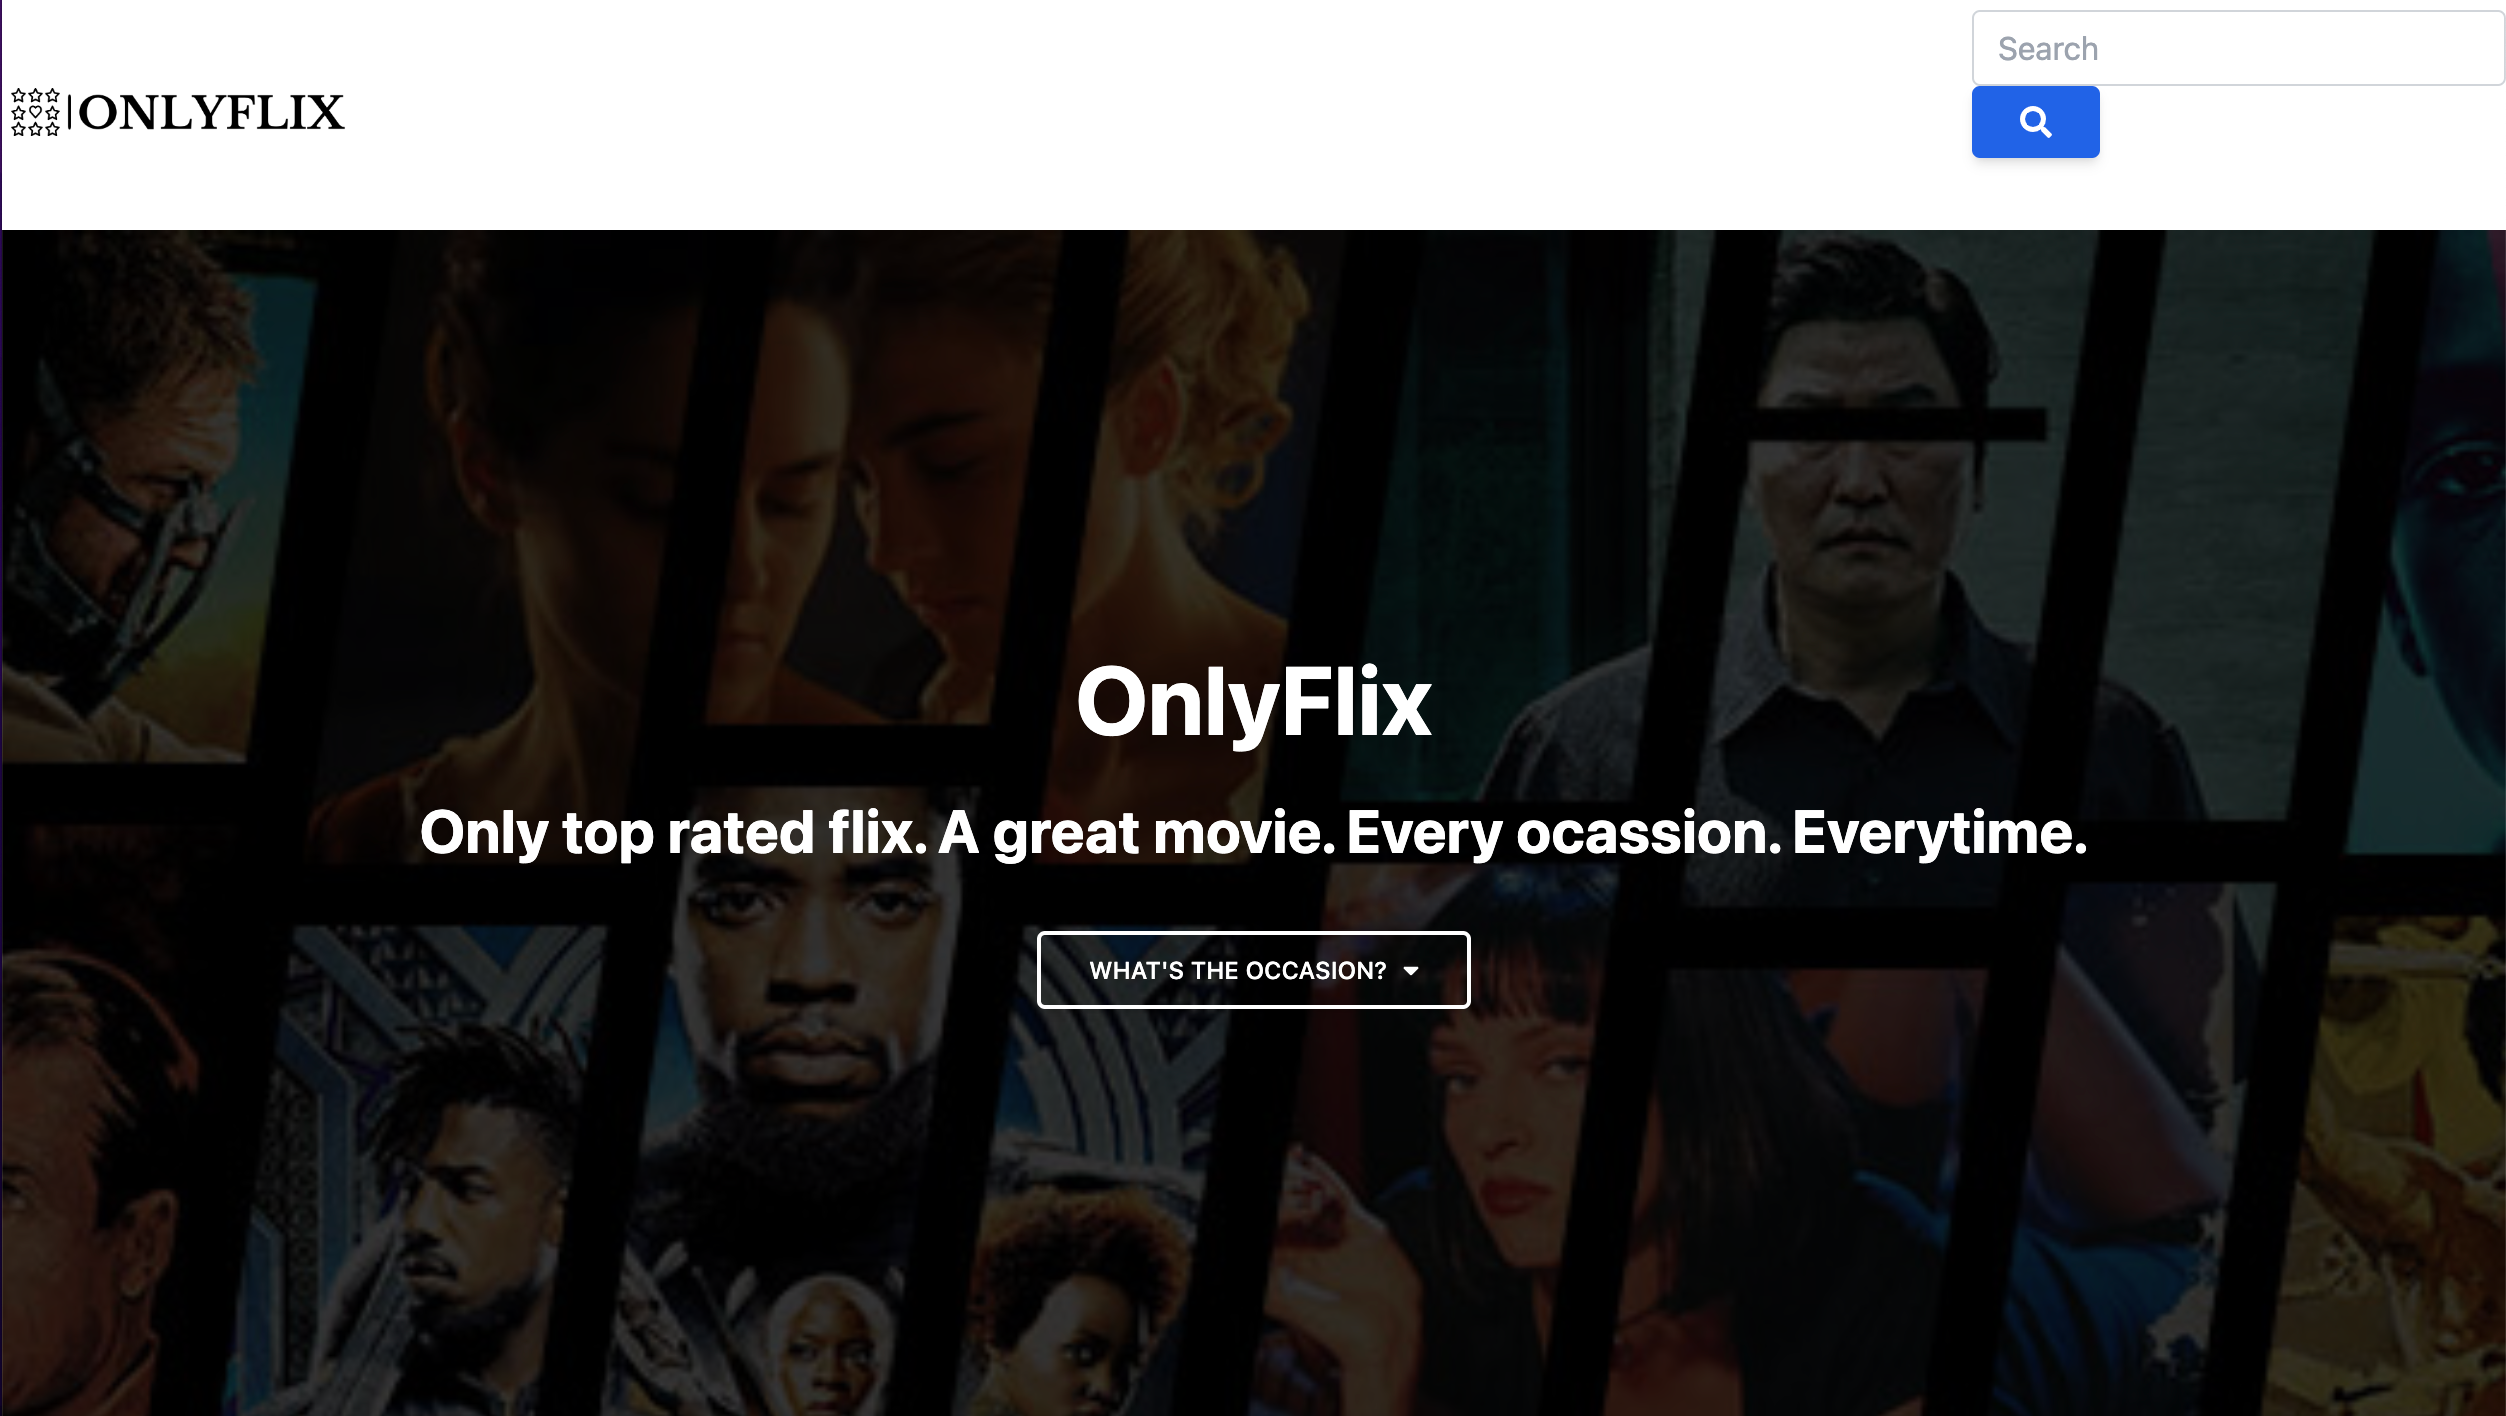 Search
|ONLYFLIX
OnlyFlix
Only top rated flix. A great movie. Every ocassion. Everytime.
WHAT'S THE OCCASION?